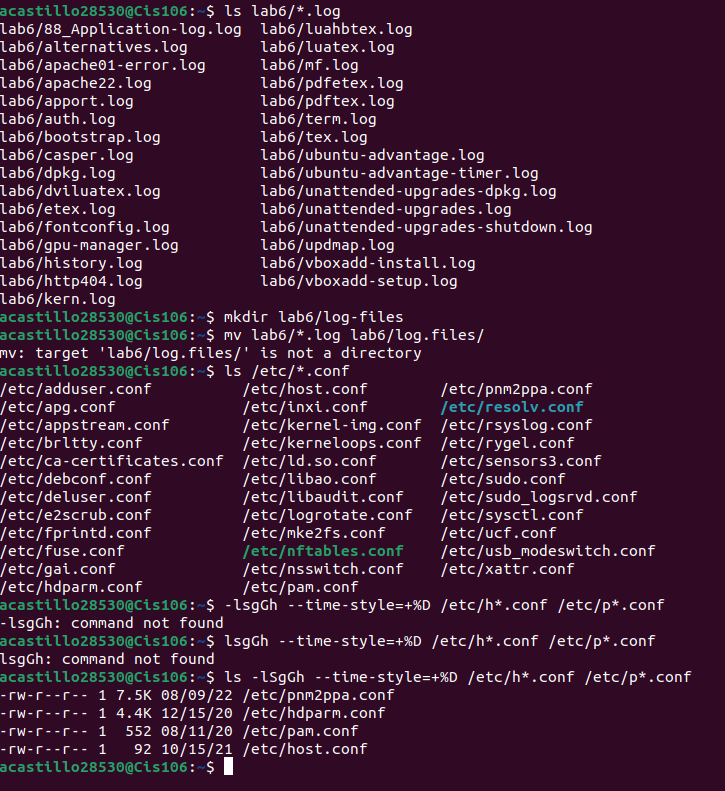 acastillo28530@Cis106:~$ ls lab6/*.log
lab6/88_Application-log.log  lab6/luahbtex.log
lab6/alternatives.log        lab6/luatex.log
lab6/apache01-error.log      lab6/mf.log
lab6/apache22.log            lab6/pdfetex.log
lab6/apport.log              lab6/pdftex.log
lab6/auth.log                lab6/term.log
lab6/bootstrap.log           lab6/tex.log
lab6/casper.log              lab6/ubuntu-advantage.log
lab6/dpkg.log                lab6/ubuntu-advantage-timer.log
lab6/dviluatex.log           lab6/unattended-upgrades-dpkg.log
lab6/etex.log                lab6/unattended-upgrades.log
lab6/fontconfig.log          lab6/unattended-upgrades-shutdown.log
lab6/gpu-manager.log         lab6/updmap.log
lab6/history.log             lab6/vboxadd-install.log
lab6/http404.log             lab6/vboxadd-setup.log
lab6/kern.log
acastillo28530@Cis106:~$ mkdir lab6/log-files
acastillo28530@Cis106:~$ mv lab6/*.log lab6/log.files/
mv: target 'lab6/log.files/' is not a directory
acastillo28530@Cis106:~$ ls /etc/*.conf
/etc/adduser.conf          /etc/host.conf        /etc/pnm2ppa.conf
/etc/apg.conf              /etc/inxi.conf        /etc/resolv.conf
/etc/appstream.conf        /etc/kernel-img.conf  /etc/rsyslog.conf
/etc/brltty.conf           /etc/kerneloops.conf  /etc/rygel.conf
/etc/ca-certificates.conf  /etc/ld.so.conf       /etc/sensors3.conf
/etc/debconf.conf          /etc/libao.conf       /etc/sudo.conf
/etc/deluser.conf          /etc/libaudit.conf    /etc/sudo_logsrvd.conf
/etc/e2scrub.conf          /etc/logrotate.conf   /etc/sysctl.conf
/etc/fprintd.conf          /etc/mke2fs.conf      /etc/ucf.conf
/etc/fuse.conf             /etc/nftables.conf    /etc/usb_modeswitch.conf
/etc/gai.conf              /etc/nsswitch.conf    /etc/xattr.conf
/etc/hdparm.conf           /etc/pam.conf
acastillo28530@Cis106:~$ -lsgGh --time-style=+%D /etc/h*.conf /etc/p*.conf
-lsgGh: command not found
acastillo28530@Cis106:~$ lsgGh --time-style=+%D /etc/h*.conf /etc/p*.conf
lsgGh: command not found
acastillo28530@Cis106:~$ ls -lSgGh --time-style=+%D /etc/h*.conf /etc/p*.conf
-rw-r--r-- 1 7.5K 08/09/22 /etc/pnm2ppa.conf
-rw-r--r-- 1 4.4K 12/15/20 /etc/hdparm.conf
-rw-r--r-- 1  552 08/11/20 /etc/pam.conf
-rw-r--r-- 1   92 10/15/21 /etc/host.conf
acastillo28530@Cis106:~$